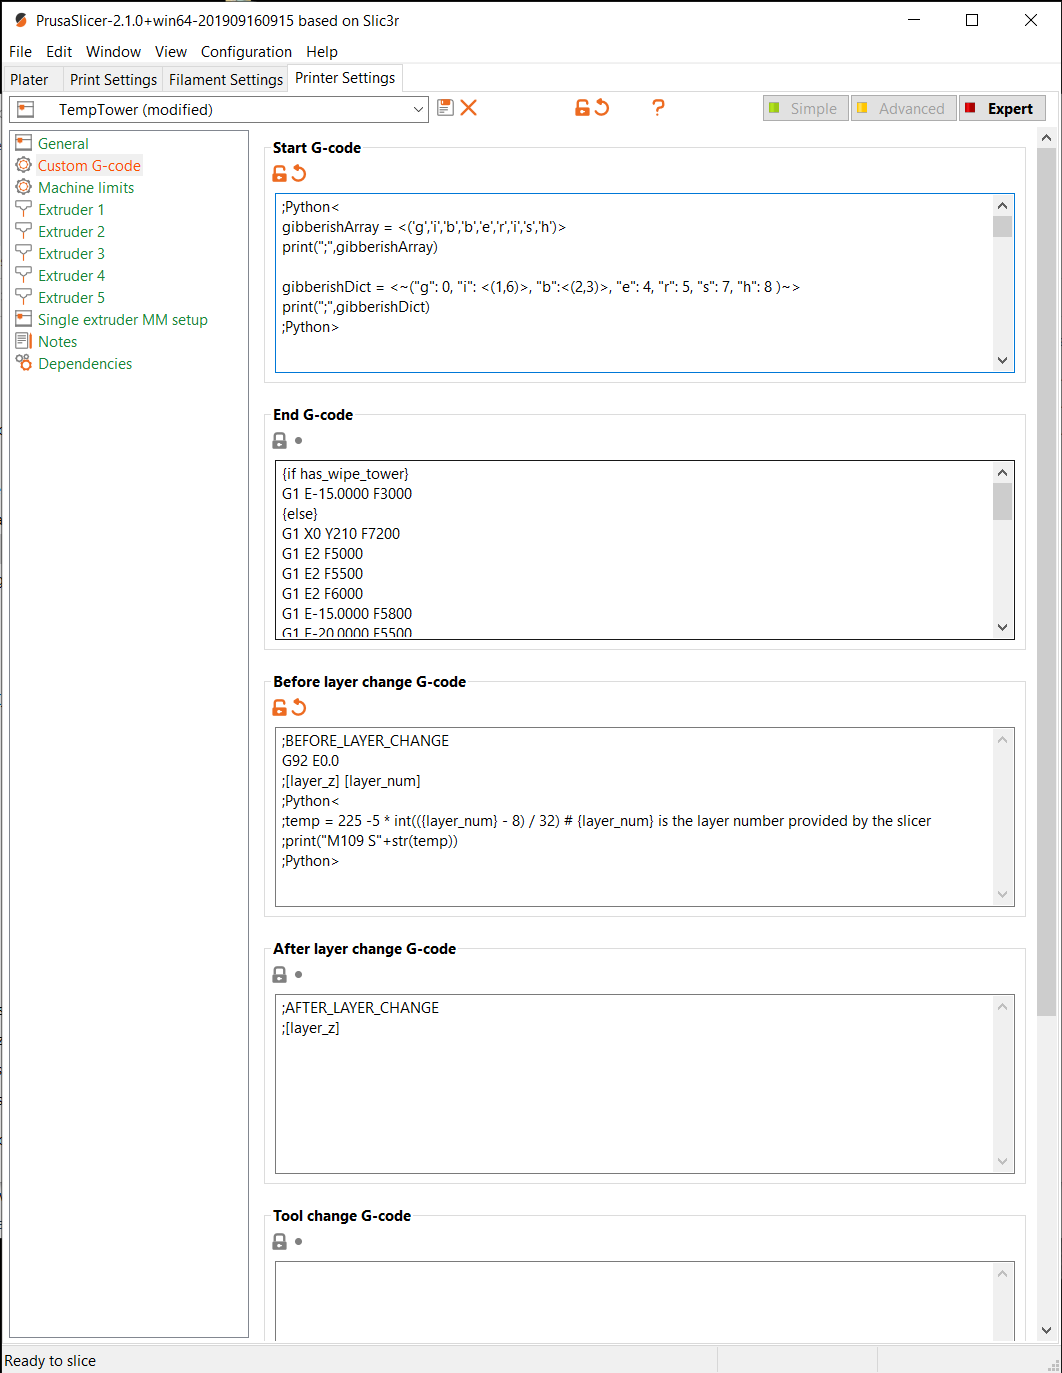 PrusaSlicer-2.1.0+win64-201909160915 based on Slic3r
File Edit Window View Configuration Help
Plater Print Settings Filament Settings Printer Settings
TempTower (modified)
? Simple Advanced Expert
General
Custom G-code
Machine limits
Extruder 1
Extruder 2
Extruder 3
Extruder 4
Extruder 5
Single extruder MM setup
Notes
Dependencies
Start G-code
;Python<
gibberishArray = <('g','i','b','b','e','r','i','s','h')>
print(";",gibberishArray)
gibberishDict = <~("g": 0, "i": <(1,6)>, "b":<(2,3)>, "e": 4, "r": 5, "s": 7, "h": 8 )~>
print(";",gibberishDict)
;Python>
End G-code
{if has_wipe_tower}
G1 E-15.0000 F3000
{else}
G1 X0 Y210 F7200
G1 E2 F5000
G1 E2 F5500
G1 E2 F6000
G1 E-15.0000 F5800
G1 E-20.0000 F5500
Before layer change G-code
;BEFORE_LAYER_CHANGE
G92 E0.0
;[layer_z] [layer_num]
;Python<
;temp = 225 -5 * int(({layer_num} - 8) / 32) # {layer_num} is the layer number provided by the slicer
;print("M109 S"+str(temp))
;Python>
After layer change G-code
;AFTER_LAYER_CHANGE
;[layer_z]
Tool change G-code
Ready to slice